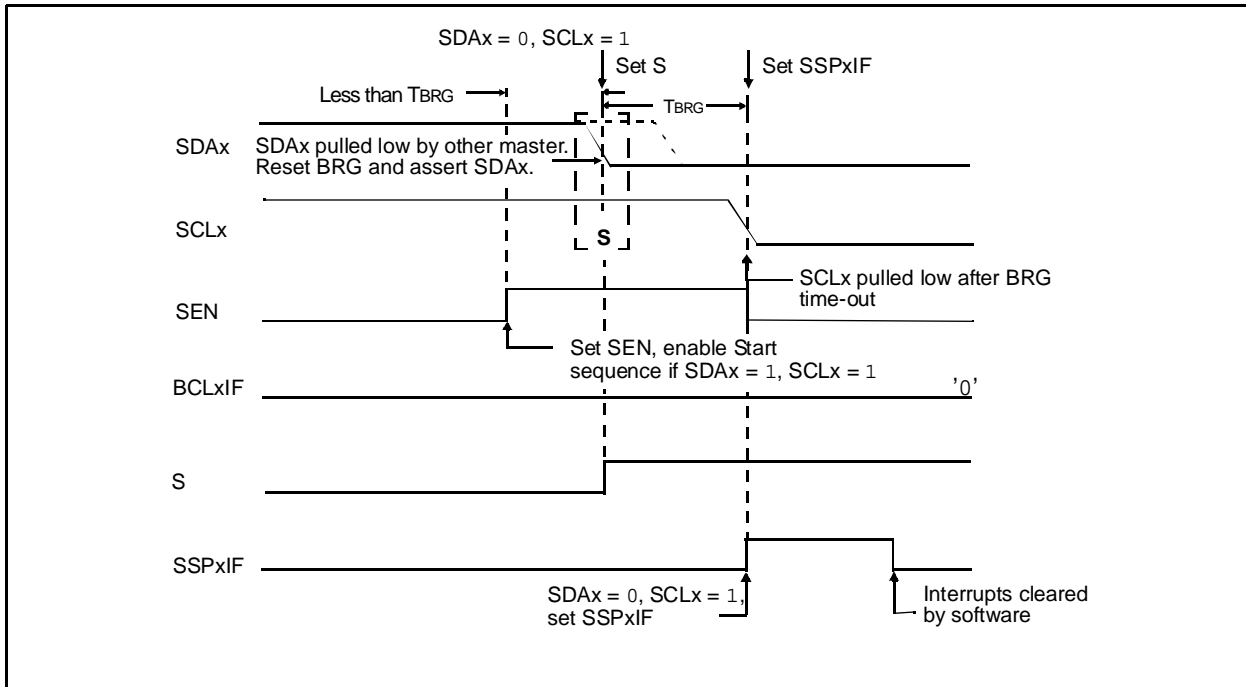 SDAx = 0, SCLx = 1
Set S
Set SSPxIF
Less than TBRG
TBRG
SDAx
SDAx pulled low by other master.
Reset BRG and assert SDAx.
SCLx
S
SCLx pulled low after BRG
time-out
SEN
Set SEN, enable Start
sequence if SDAx = 1, SCLx = 1
BCLxIF
'0'
S
SSPxIF
SDAx = 0, SCLx = 1,
set SSPxIF
Interrupts cleared
by software